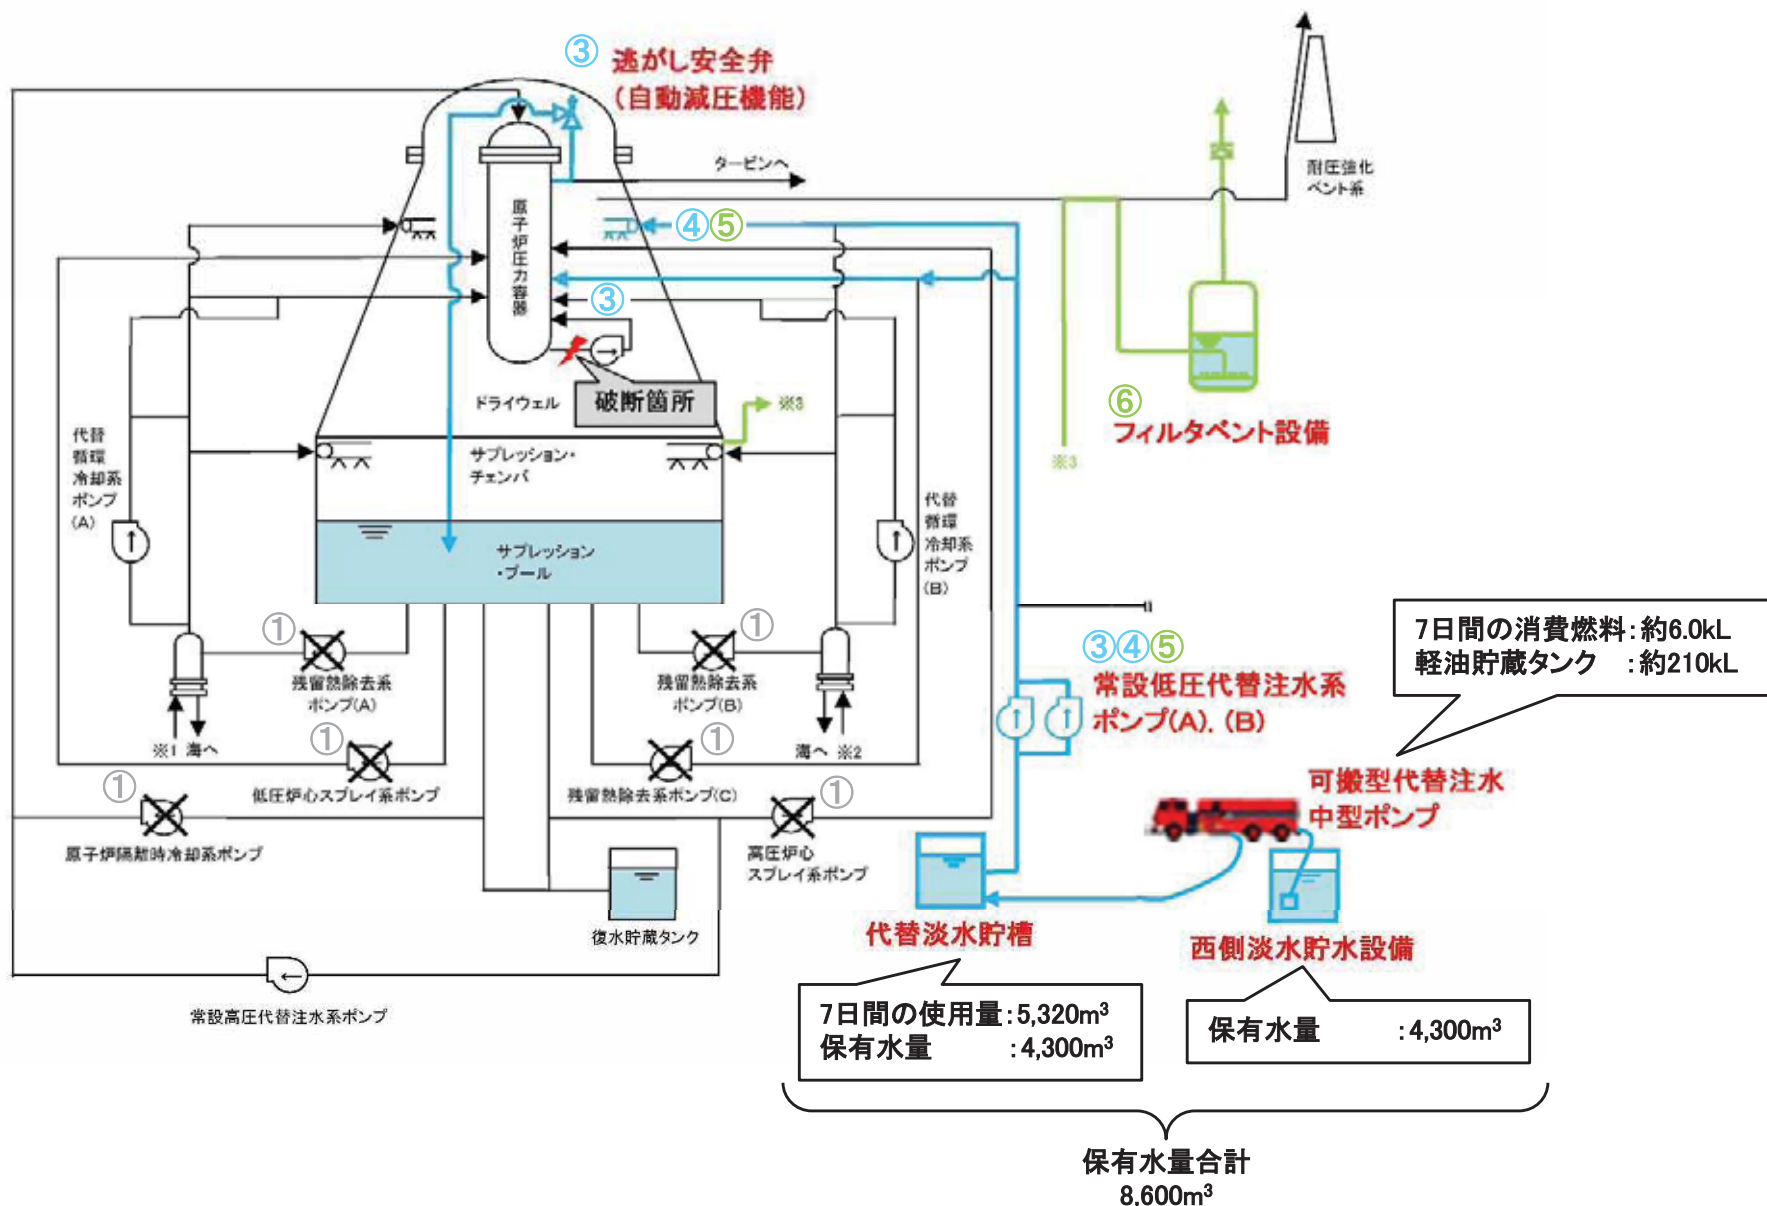 ③ 逃がし安全弁
(自動減圧機能)
タービンへ
耐圧強化
ベント系
原子炉圧力容器
④⑤
③
破断箇所
ドライウェル
※3
⑥
フィルタベント設備
※3
代替
循環
冷却系
ポンプ
(A)
サプレッション・
チェンバ
サプレッション
・プール
代替
循環
冷却系
ポンプ
(B)
①
残留熱除去系
ポンプ(A)
①
残留熱除去系
ポンプ(B)
③④⑤
常設低圧代替注水系
ポンプ(A), (B)
7日間の消費燃料:約6.0kL
軽油貯蔵タンク :約210kL
※1 海へ
海へ ※2
①
低圧炉心スプレイ系ポンプ
①
残留熱除去系ポンプ(C)
①
原子炉隔離時冷却系ポンプ
①
高圧炉心
スプレイ系ポンプ
可搬型代替注水
中型ポンプ
復水貯蔵タンク
代替淡水貯槽
西側淡水貯水設備
常設高圧代替注水系ポンプ
7日間の使用量:5,320m³
保有水量 :4,300m³
保有水量 :4,300m³
保有水量合計
8,600m³